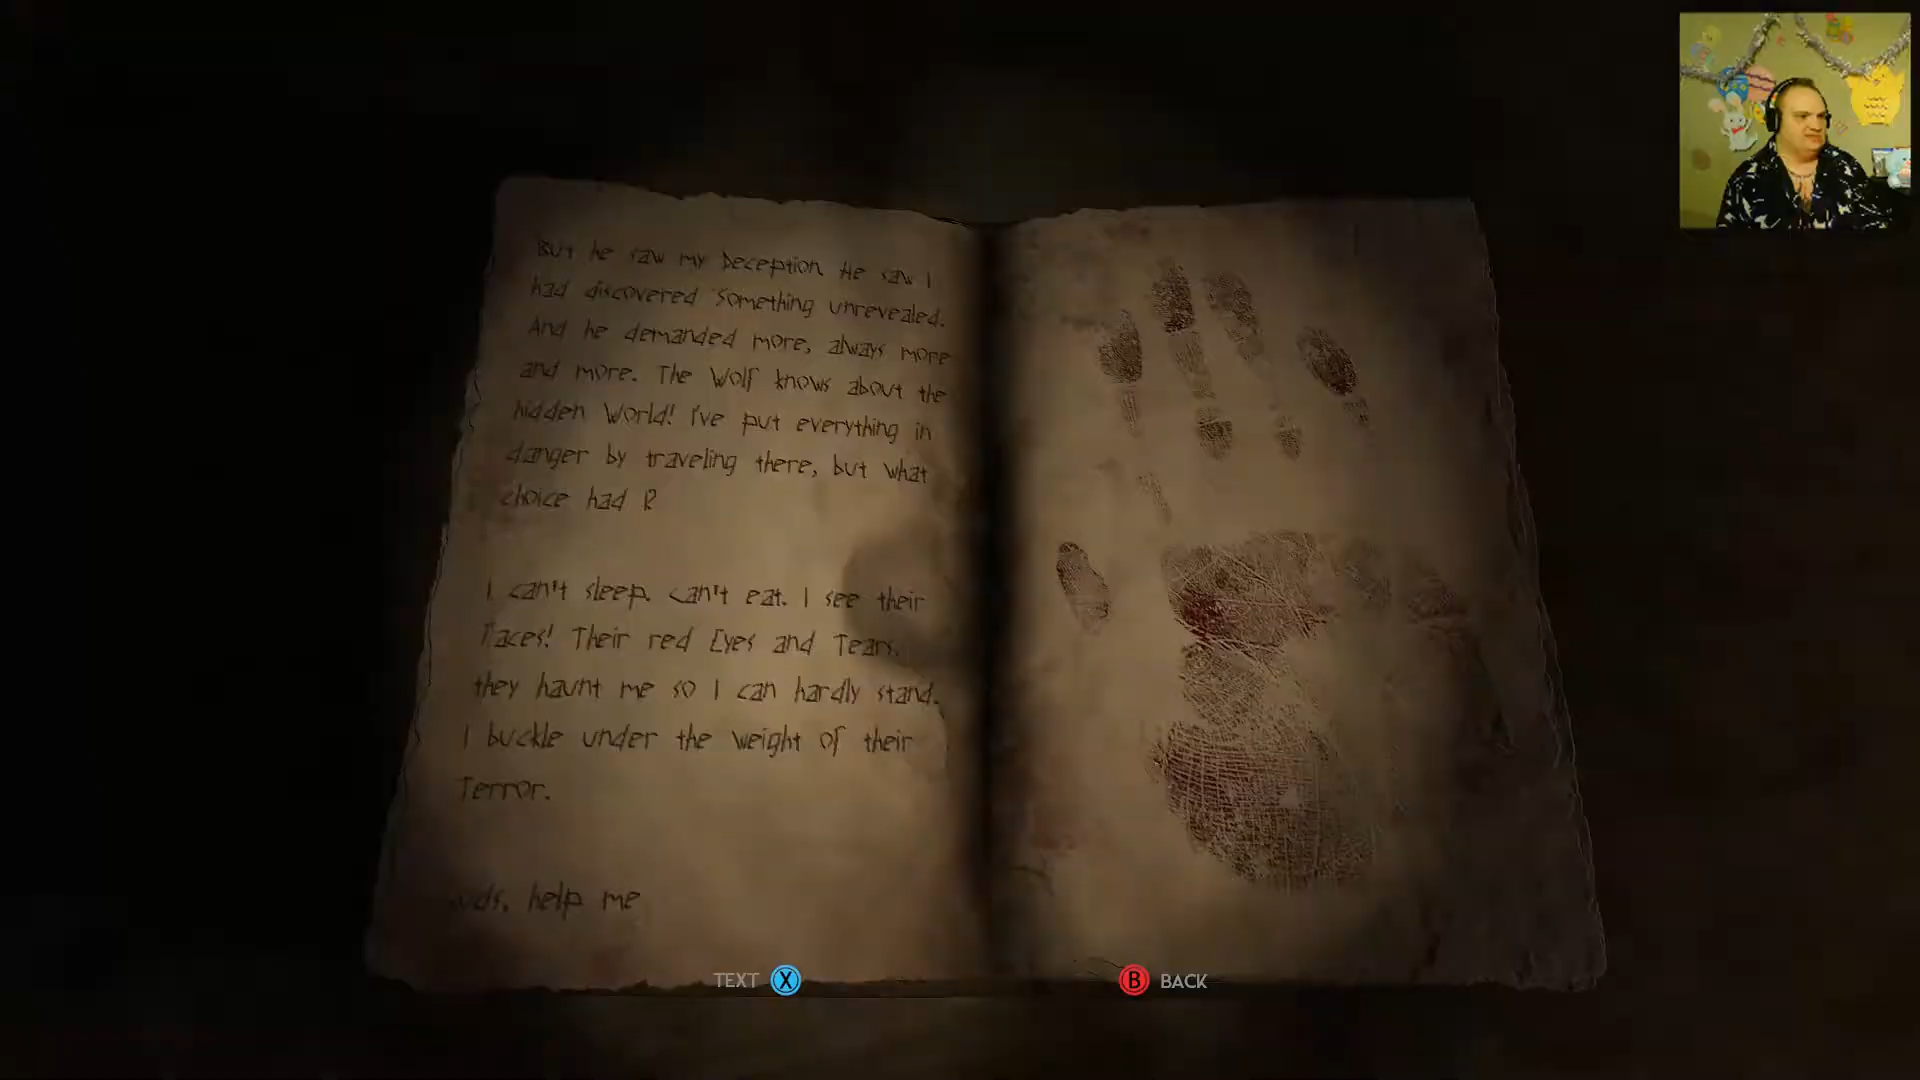 But he saw my Deception. He saw I
had discovered Something unrevealed.
And he demanded more, always more
and more. The Wolf knows about the
hidden World! I've put everything in
danger by traveling there, but what
choice had I?
I can't sleep. Can't eat. I see their
Faces! Their red Eyes and Tears,
they haunt me so I can hardly stand.
I buckle under the weight of their
Terror.
help me
TEXT X
B BACK